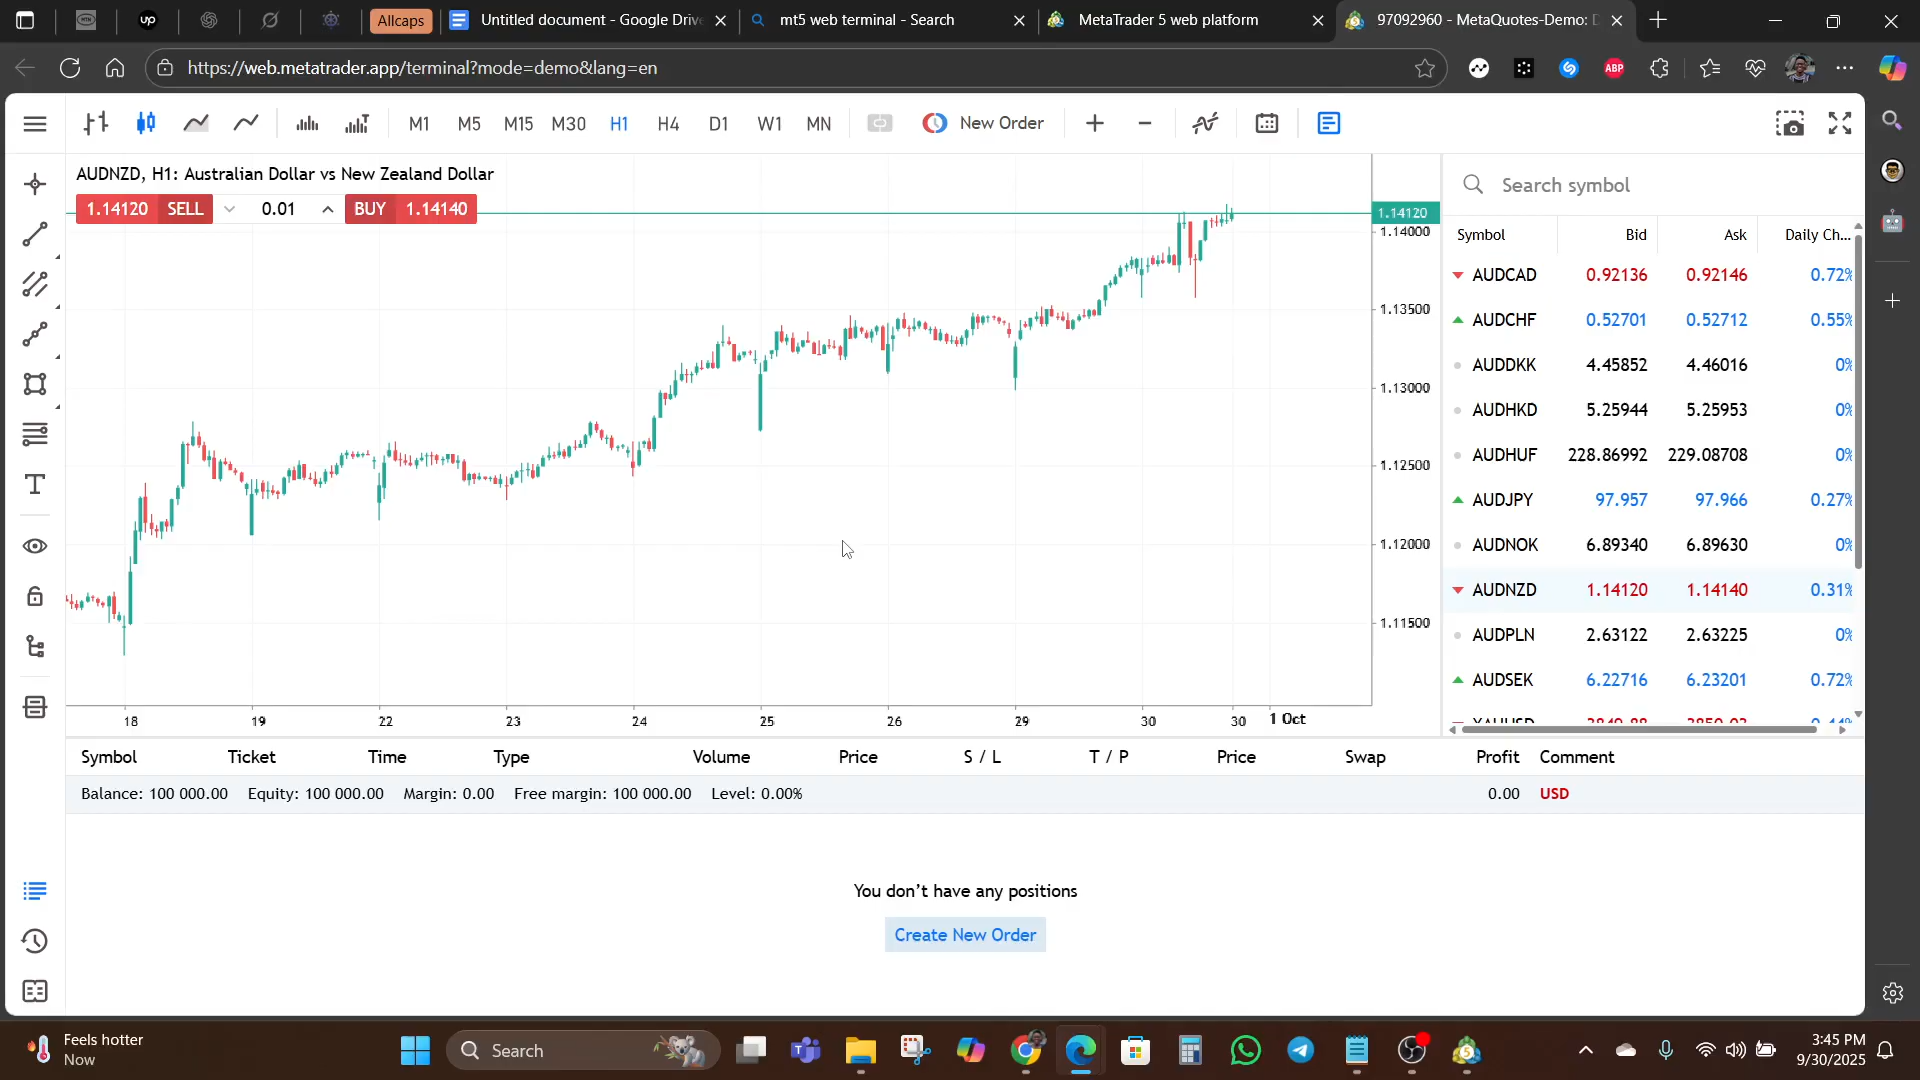 Allcaps
Untitled document - Google Drive
mt5 web terminal - Search
MetaTrader 5 web platform
97092960 - MetaQuotes-Demo:
https://web.metatrader.app/terminal?mode=demo&lang=en
ABP
M1 M5 M15 M30 H1 H4 D1 W1 MN New Order
AUDNZD, H1: Australian Dollar vs New Zealand Dollar
1.14120 SELL 0.01 BUY 1.14140
1.14120
1.14000
1.13500
1.13000
1.12500
1.12000
1.11500
18 19 22 23 24 25 26 29 30 30 1 Oct
Search symbol
Symbol Bid Ask Daily Ch...
AUDCAD 0.92136 0.92146 0.72%
AUDCHF 0.52701 0.52712 0.55%
AUDDKK 4.45852 4.46016 0%
AUDHKD 5.25944 5.25953 0%
AUDHUF 228.86992 229.08708 0%
AUDJPY 97.957 97.966 0.27%
AUDNOK 6.89340 6.89630 0%
AUDNZD 1.14120 1.14140 0.31%
AUDPLN 2.63122 2.63225 0%
AUDSEK 6.22716 6.23201 0.72%
Symbol Ticket Time Type Volume Price S / L T / P Price Swap Profit Comment
Balance: 100 000.00 Equity: 100 000.00 Margin: 0.00 Free margin: 100 000.00 Level: 0.00% 0.00 USD
You don't have any positions
Create New Order
Feels hotter
Now
Search
3:45 PM
9/30/2025